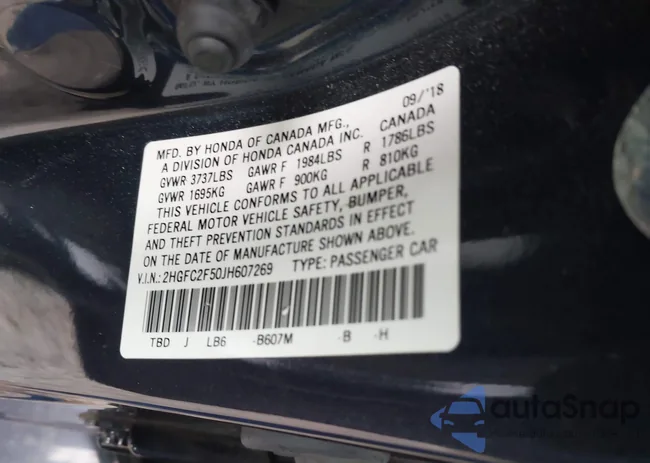 09/'18
MFD. BY HONDA OF CANADA MFG., CANADA
A DIVISION OF HONDA CANADA INC.
GVWR 3737LBS GAWR F 1984LBS R 1786LBS
GVWR 1695KG GAWR F 900KG R 810KG
THIS VEHICLE CONFORMS TO ALL APPLICABLE
FEDERAL MOTOR VEHICLE SAFETY, BUMPER,
AND THEFT PREVENTION STANDARDS IN EFFECT
ON THE DATE OF MANUFACTURE SHOWN ABOVE.
V.I.N.: 2HGFC2F50JH607269 TYPE: PASSENGER CAR
TBD J LB6 -B607M -B -H
autoSnap